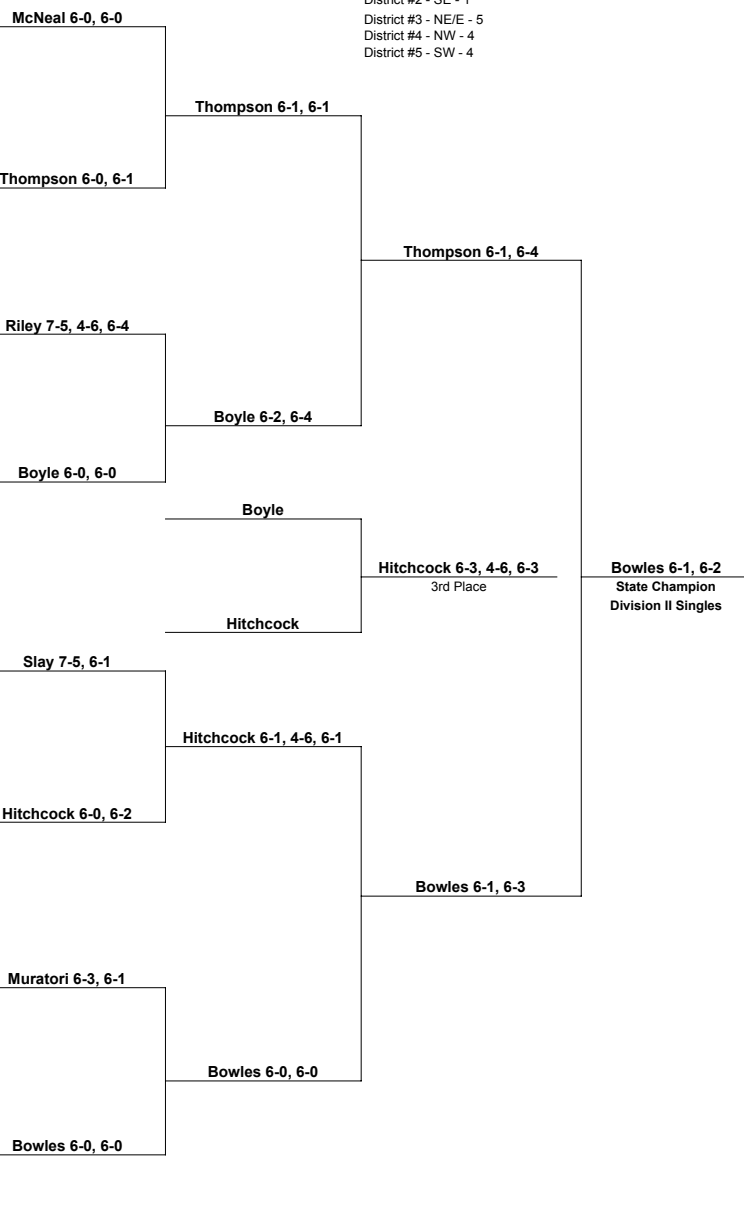 District #2 - SE - 1
McNeal 6-0, 6-0
District #3 - NE/E - 5
District #4 - NW - 4
District #5 - SW - 4
Thompson 6-1, 6-1
Thompson 6-0, 6-1
Thompson 6-1, 6-4
Riley 7-5, 4-6, 6-4
Boyle 6-2, 6-4
Boyle 6-0, 6-0
Boyle
Hitchcock 6-3, 4-6, 6-3
3rd Place
Bowles 6-1, 6-2
State Champion
Division II Singles
Hitchcock
Slay 7-5, 6-1
Hitchcock 6-1, 4-6, 6-1
Hitchcock 6-0, 6-2
Bowles 6-1, 6-3
Muratori 6-3, 6-1
Bowles 6-0, 6-0
Bowles 6-0, 6-0